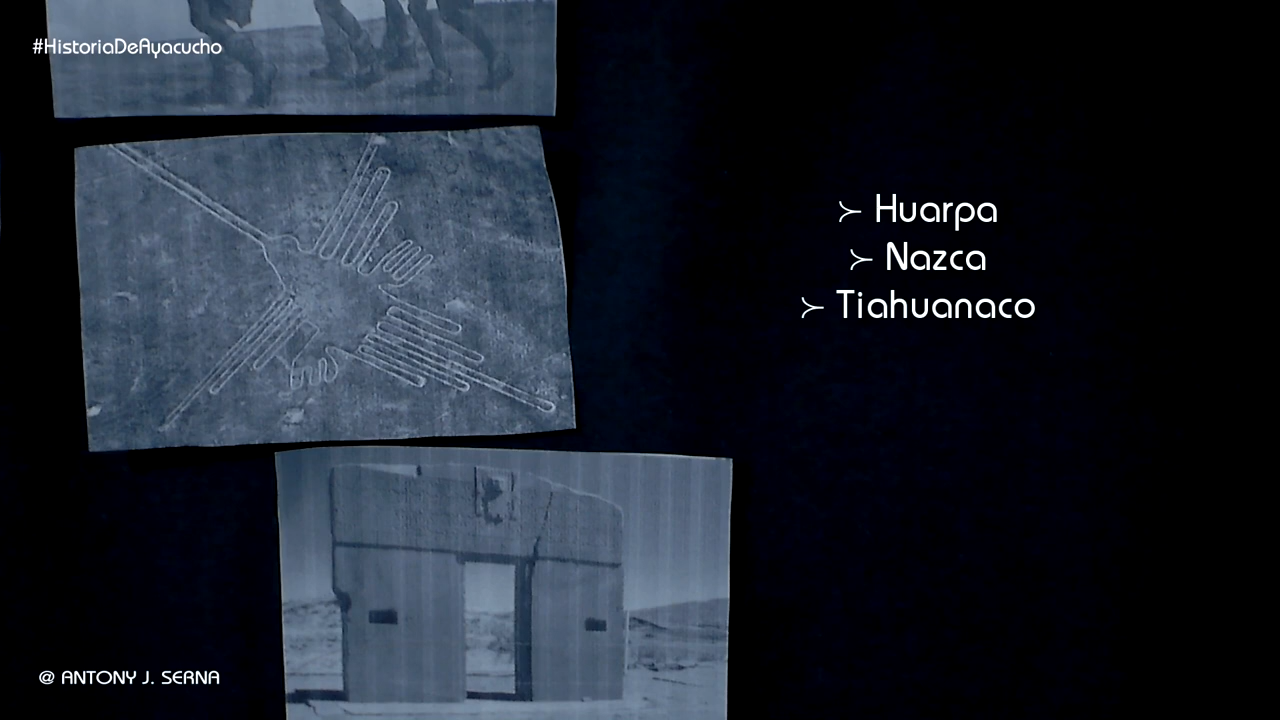 #HistoriaDeAyacucho
≻ Huarpa
≻ Nazca
≻ Tiahuanaco
@ ANTONY J. SERNA